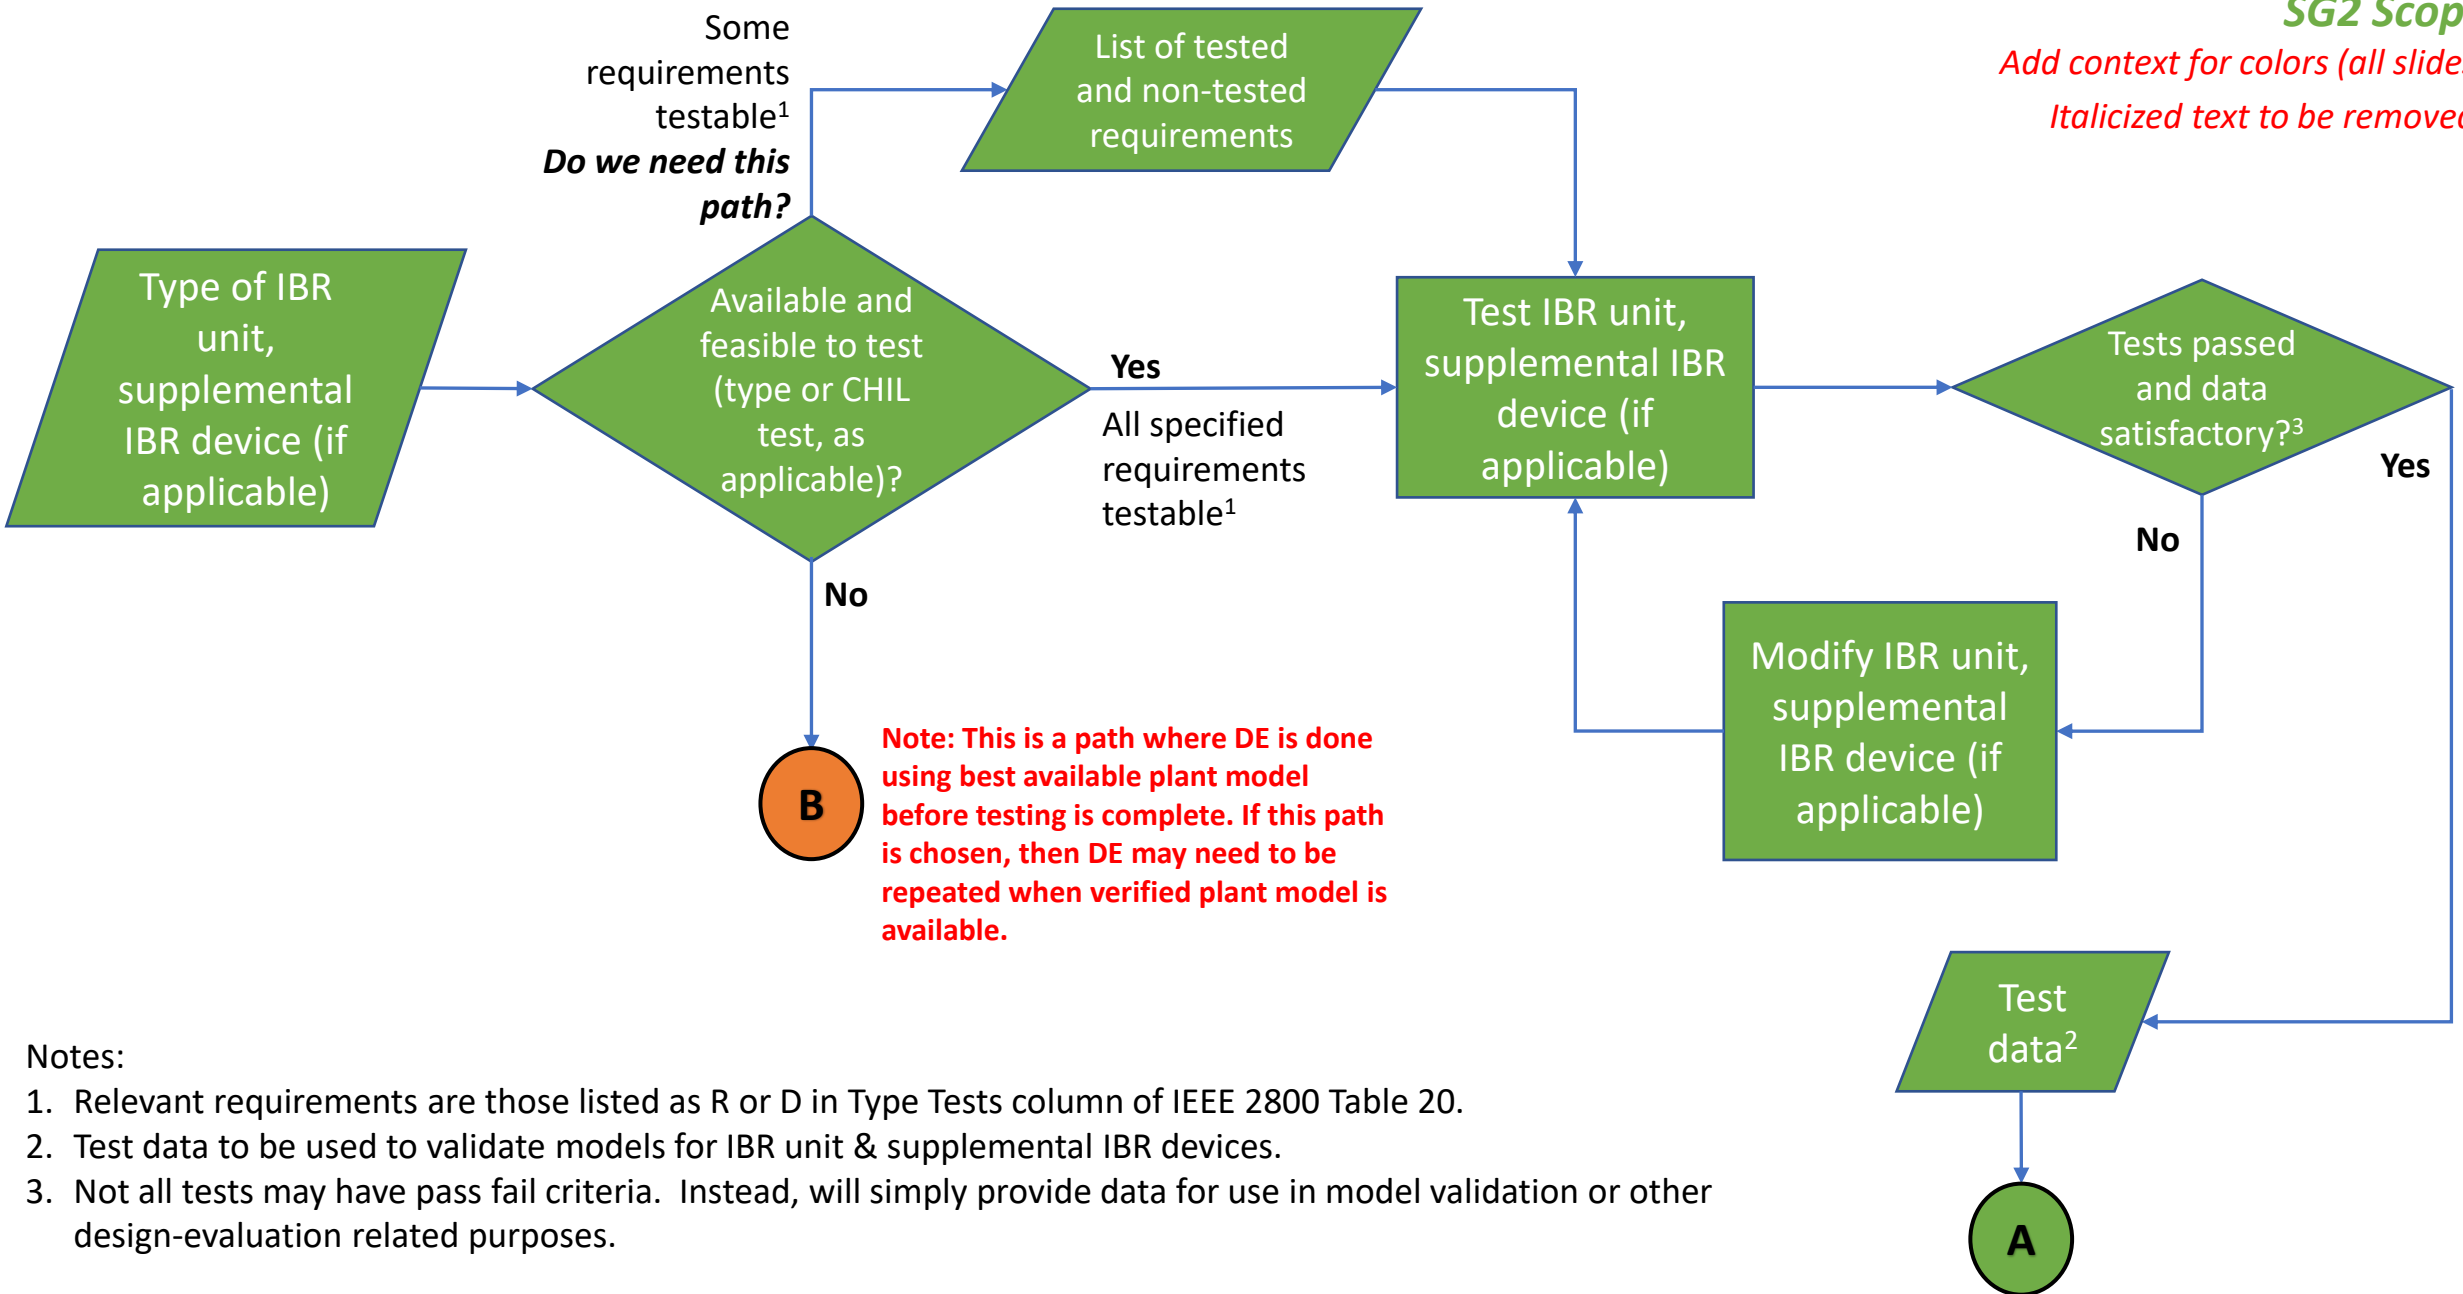 SG2 Scop
Add context for colors (all slide
Italicized text to be removed
Some
requirements
testable1
Do we need this
path?
List of tested
and non-tested
requirements
Type of IBR
unit,
supplemental
IBR device (if
applicable)
Available and
feasible to test
(type or CHIL
test, as
applicable)?
Yes
All specified
requirements
testable1
Test IBR unit,
supplemental IBR
device (if
applicable)
Tests passed
and data
satisfactory?3
Yes
No
No
Modify IBR unit,
supplemental
IBR device (if
applicable)
B
Note: This is a path where DE is done
using best available plant model
before testing is complete. If this path
is chosen, then DE may need to be
repeated when verified plant model is
available.
Test
data2
A
Notes:
1. Relevant requirements are those listed as R or D in Type Tests column of IEEE 2800 Table 20.
2. Test data to be used to validate models for IBR unit & supplemental IBR devices.
3. Not all tests may have pass fail criteria. Instead, will simply provide data for use in model validation or other
design-evaluation related purposes.